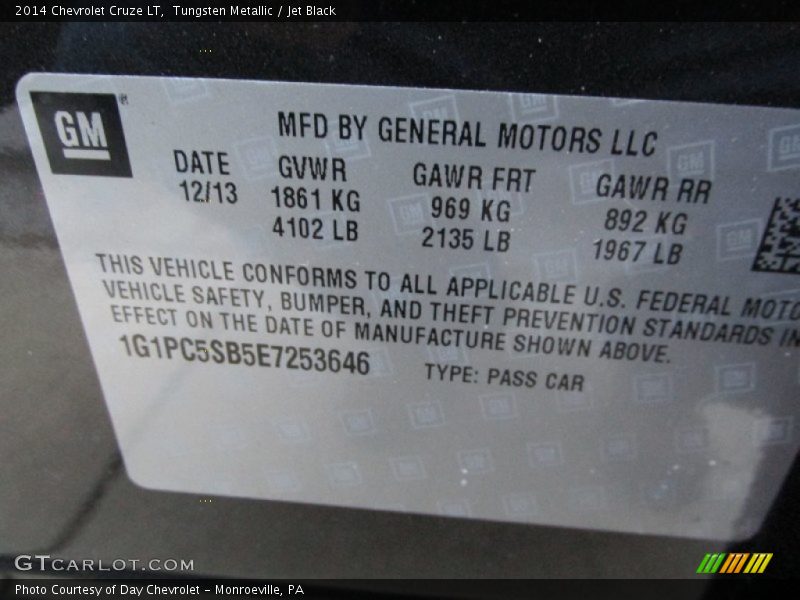 2014 Chevrolet Cruze LT, Tungsten Metallic / Jet Black
GM
MFD BY GENERAL MOTORS LLC
DATE GVWR GAWR FRT GAWR RR
12/13 1861 KG 969 KG 892 KG
4102 LB 2135 LB 1967 LB
THIS VEHICLE CONFORMS TO ALL APPLICABLE U.S. FEDERAL MOTO
VEHICLE SAFETY, BUMPER, AND THEFT PREVENTION STANDARDS IN
EFFECT ON THE DATE OF MANUFACTURE SHOWN ABOVE.
1G1PC5SB5E7253646 TYPE: PASS CAR
GTCARLOT.COM
Photo Courtesy of Day Chevrolet - Monroeville, PA